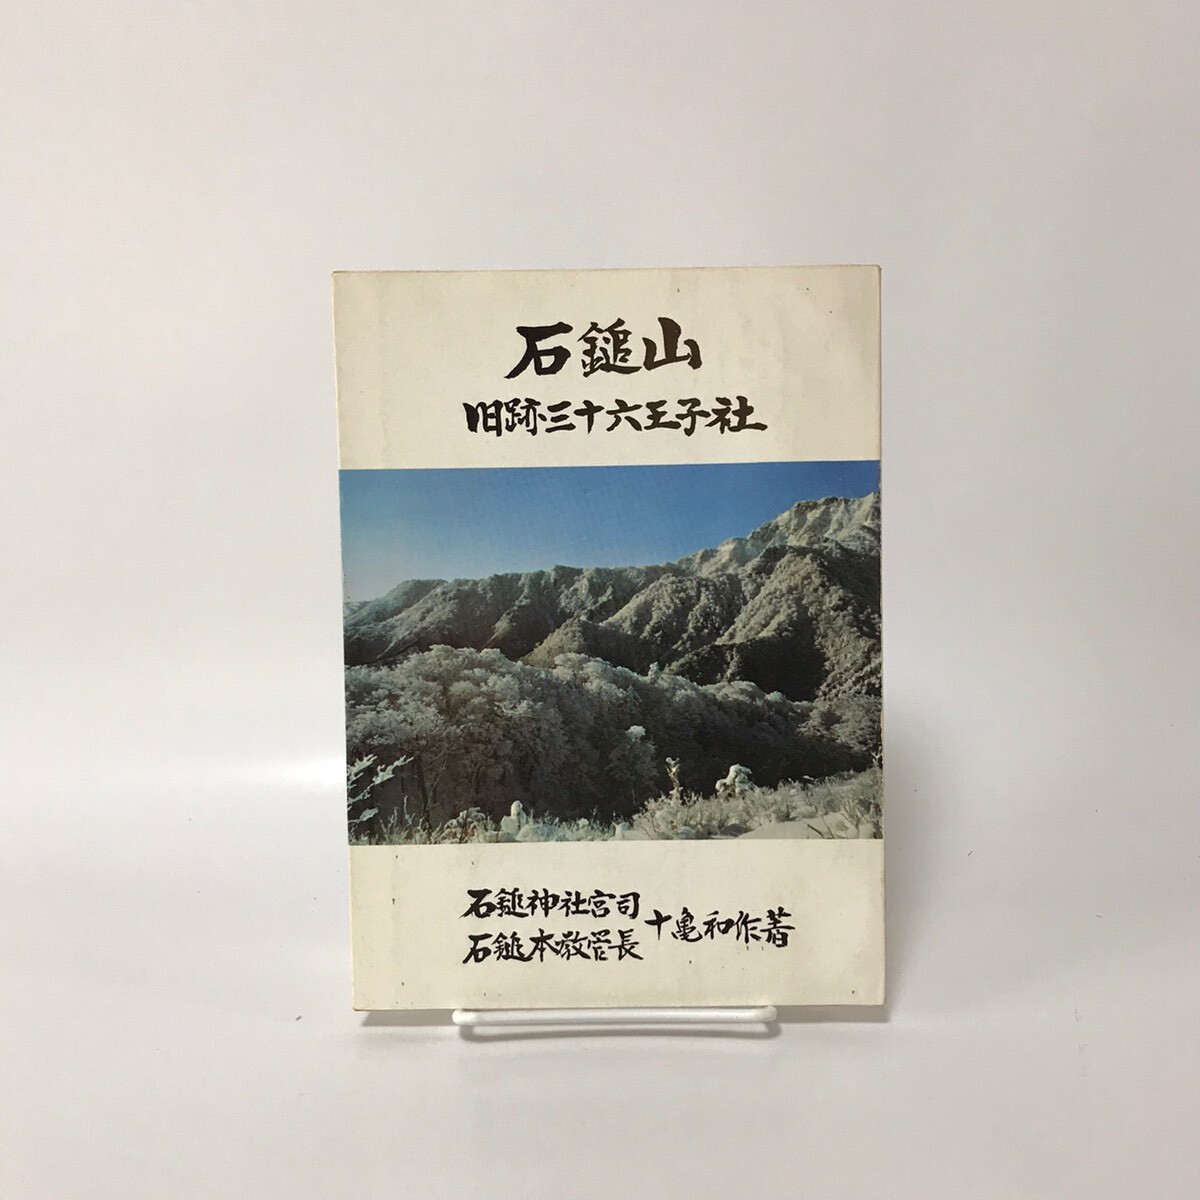 石鎚山
旧跡三十六王子社
石鎚神社宮司
石鎚本教管長
十亀和作著